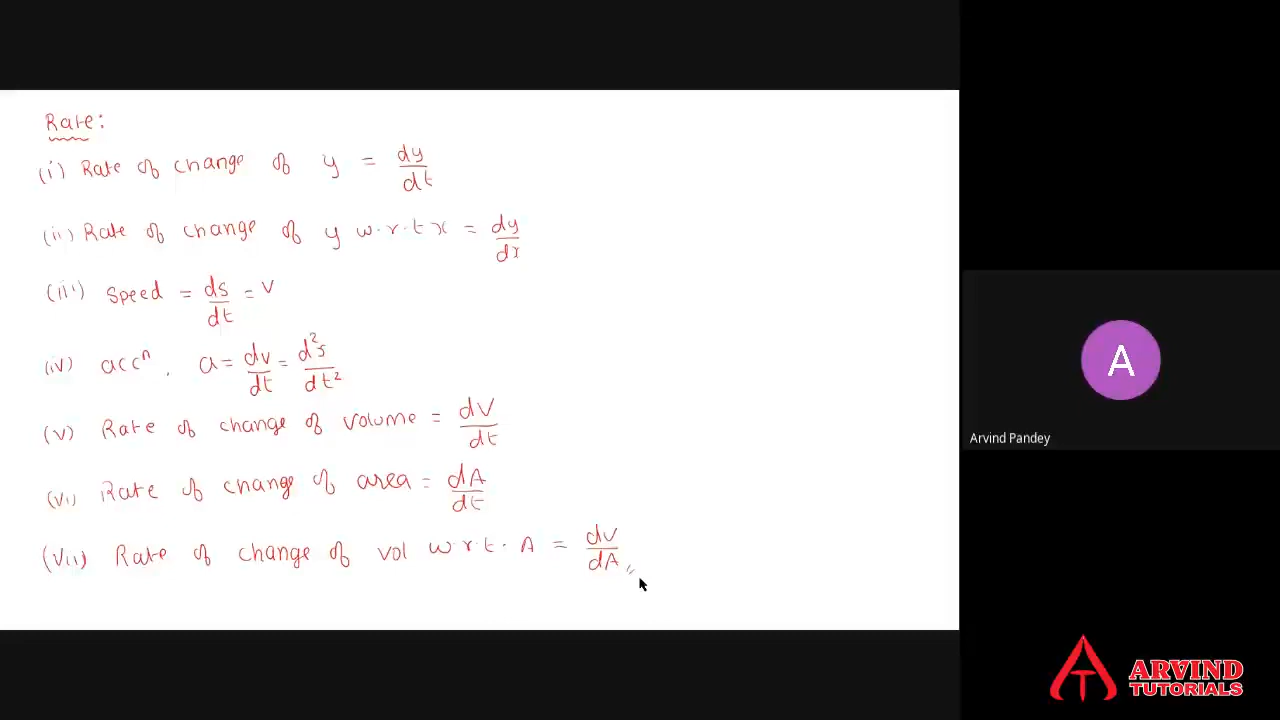 Rate:
(i) Rate of change of y = dy/dt
(ii) Rate of change of y w.r.t x = dy/dx
(iii) Speed = ds/dt = v
(iv) accⁿ, a = dv/dt = d²s/dt²
(v) Rate of change of volume = dV/dt
(vi) Rate of change of area = dA/dt
(vii) Rate of change of vol w.r.t. A = dv/dA
A
Arvind Pandey
ARVIND
TUTORIALS